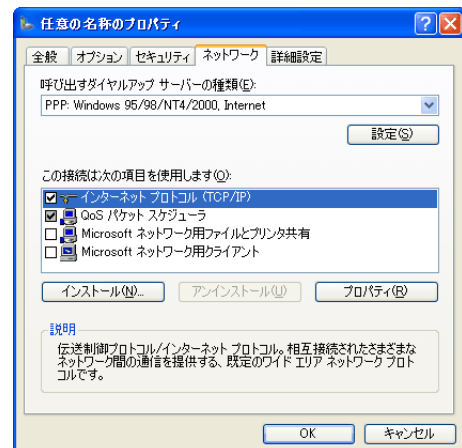 任意の名称のプロパティ
全般 オプション セキュリティ ネットワーク 詳細設定
呼び出すダイヤルアップ サーバーの種類(E):
PPP: Windows 95/98/NT4/2000, Internet
設定(S)
この接続は次の項目を使用します(O):
インターネット プロトコル (TCP/IP)
QoS パケット スケジューラ
Microsoft ネットワーク用ファイルとプリンタ共有
Microsoft ネットワーク用クライアント
インストール(N)... アンインストール(U) プロパティ(R)
説明
伝送制御プロトコル/インターネット プロトコル。相互接続されたさまざまな
ネットワーク間の通信を提供する、既定のワイド エリア ネットワーク プロト
コルです。
OK キャンセル